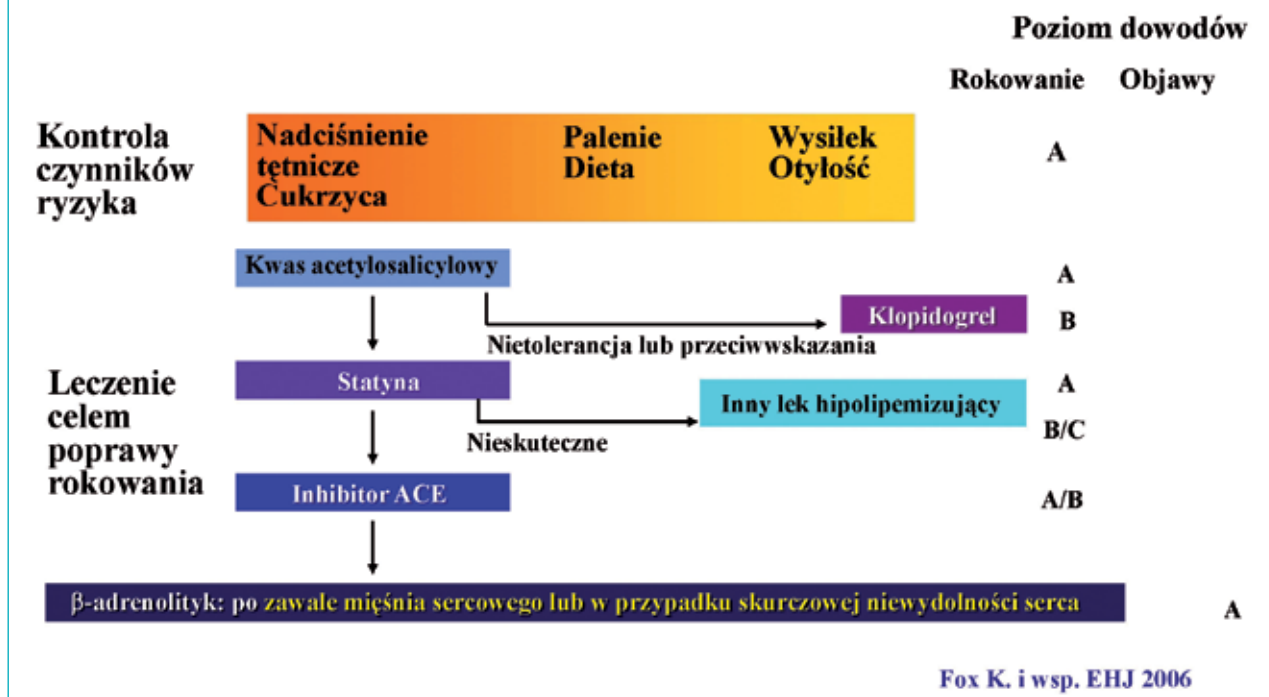 Poziom dowodów
Rokowanie Objawy
Kontrola
czynników
ryzyka
Nadciśnienie
tętnicze
Cukrzyca
Palenie
Dieta
Wysiłek
Otyłość
A
Kwas acetylosalicylowy
A
Klopidogrel
B
Nietolerancja lub przeciwwskazania
Leczenie
celem
poprawy
rokowania
Statyna
A
Inny lek hipolipemizujący
B/C
Nieskuteczne
Inhibitor ACE
A/B
β-adrenolityk: po zawale mięśnia sercowego lub w przypadku skurczowej niewydolności serca
A
Fox K. i wsp. EHJ 2006